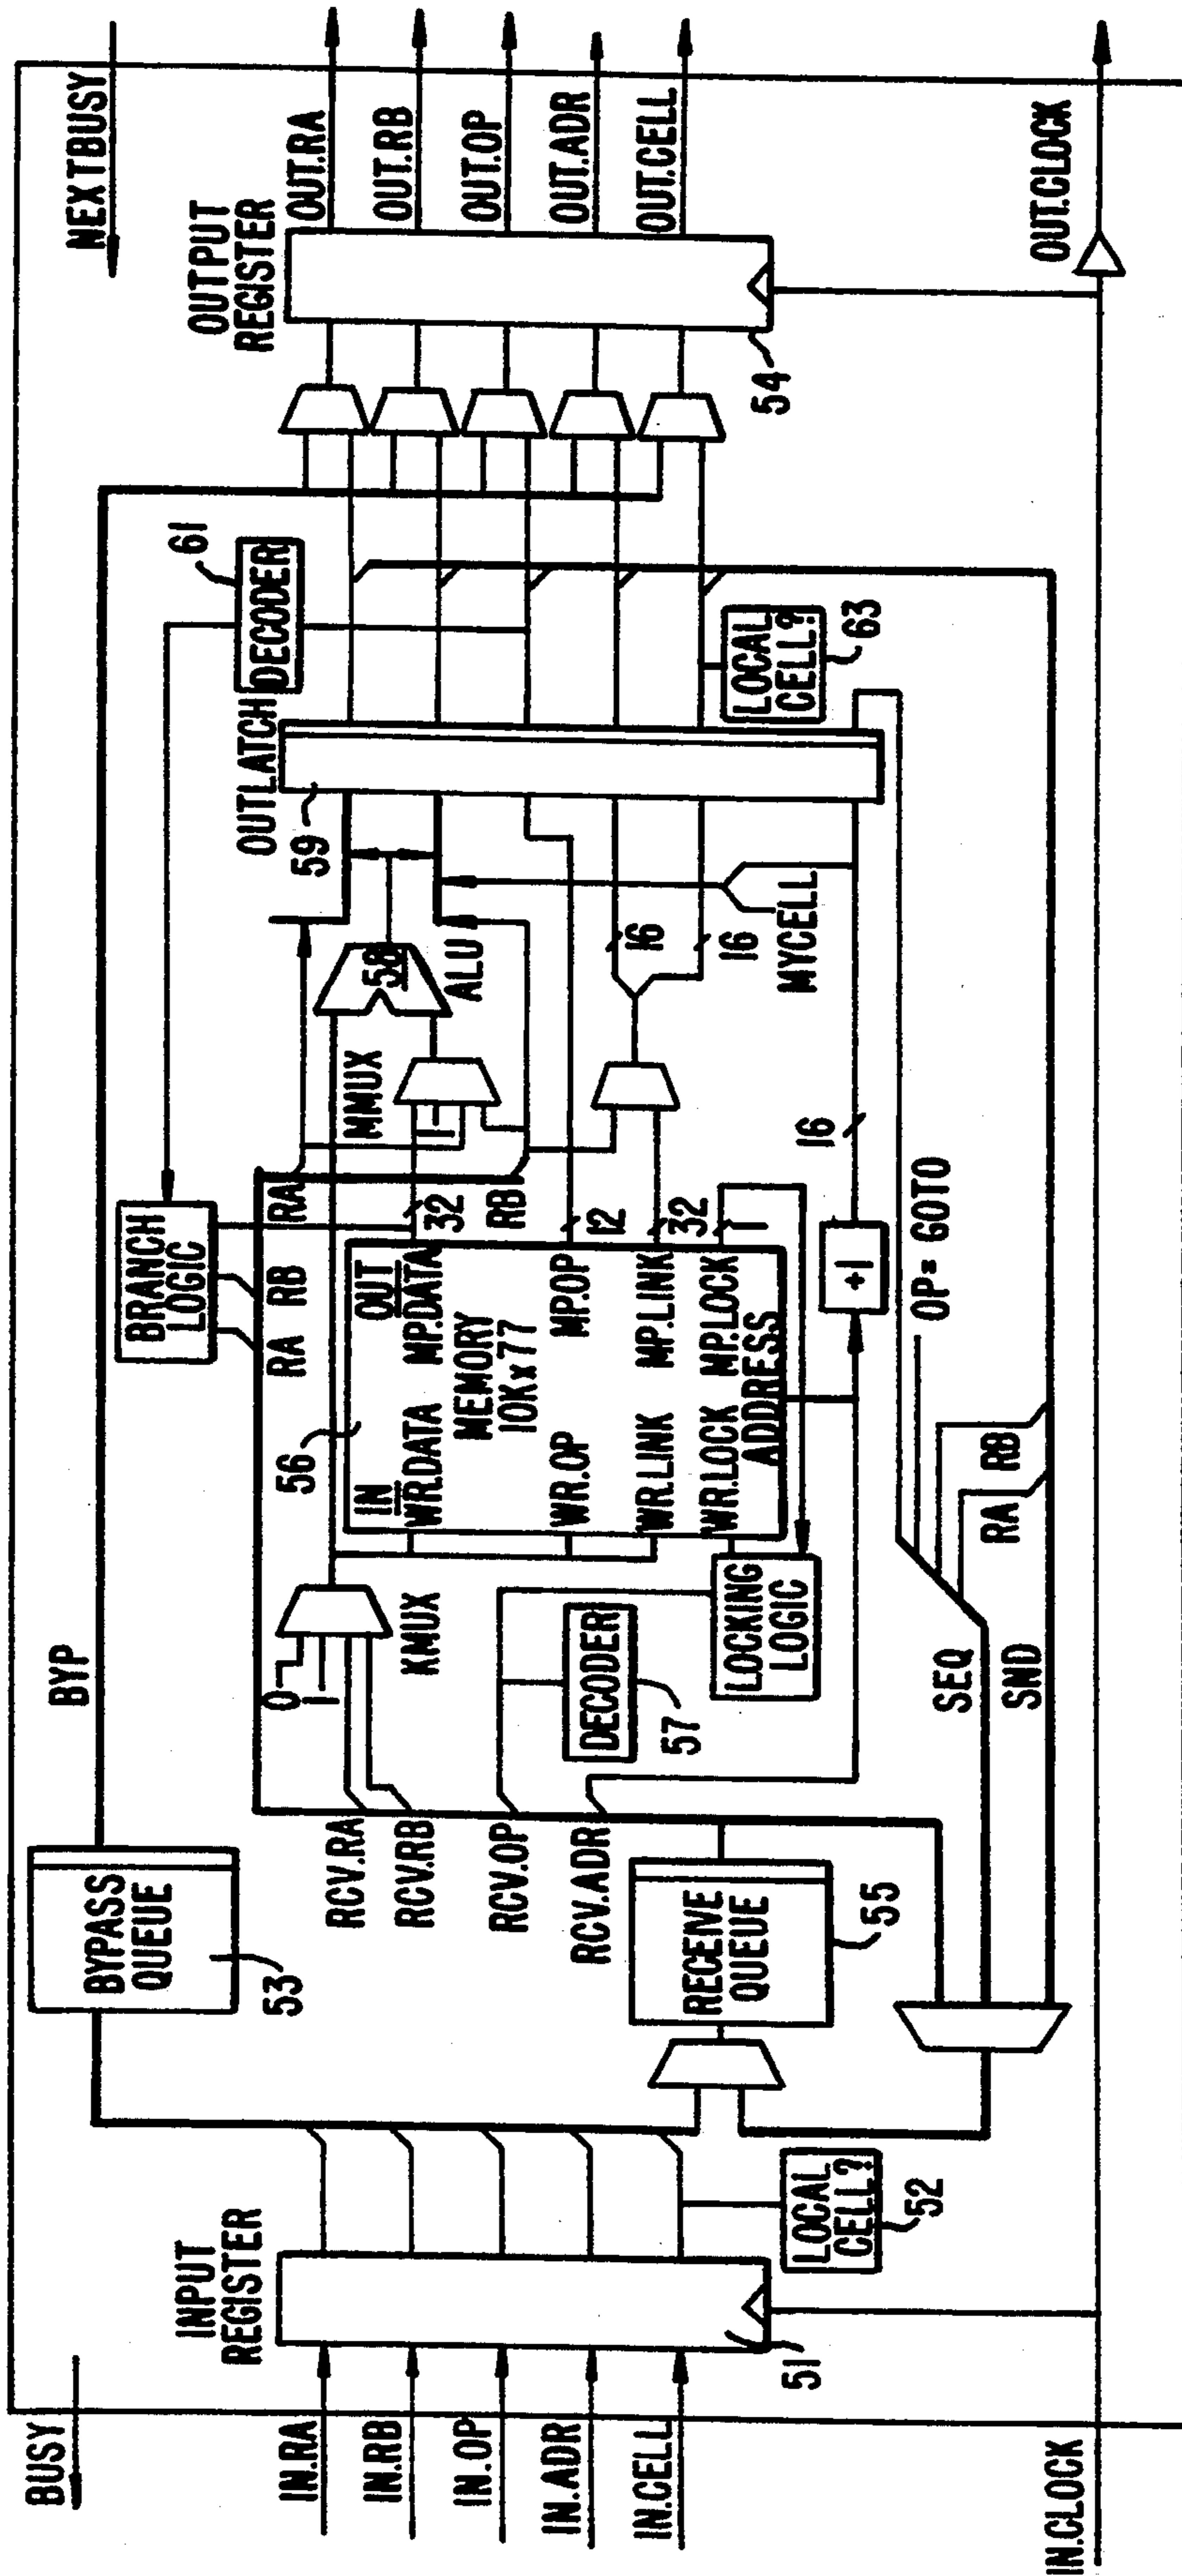 BUSY
NEXTBUSY
INPUT
REGISTER
IN.RA
IN.RB
IN.OP
IN.ADR
IN.CELL
IN.CLOCK
51
LOCAL
CELL?
52
BYPASS
QUEUE
53
BYP
RCV.RA
RCV.RB
RCV.OP
RCV.ADR
RECEIVE
QUEUE
55
0
1
KMUX
DECODER
57
LOCKING
LOGIC
SEQ
SND
RA
RB
OP= GOTO
BRANCH
LOGIC
RA
RB
RA
56
IN
OUT
WR.DATA
MP.DATA
MEMORY
10K x 77
WR.OP
MP.OP
WR.LINK
MP.LINK
WR.LOCK
MP.LOCK
ADDRESS
32
RB
12
32
1
+1
16
MMUX
1
58
ALU
16
16
MYCELL
OUTLATCH
59
DECODER
61
LOCAL
CELL?
63
OUTPUT
REGISTER
54
OUT.RA
OUT.RB
OUT.OP
OUT.ADR
OUT.CELL
OUT.CLOCK